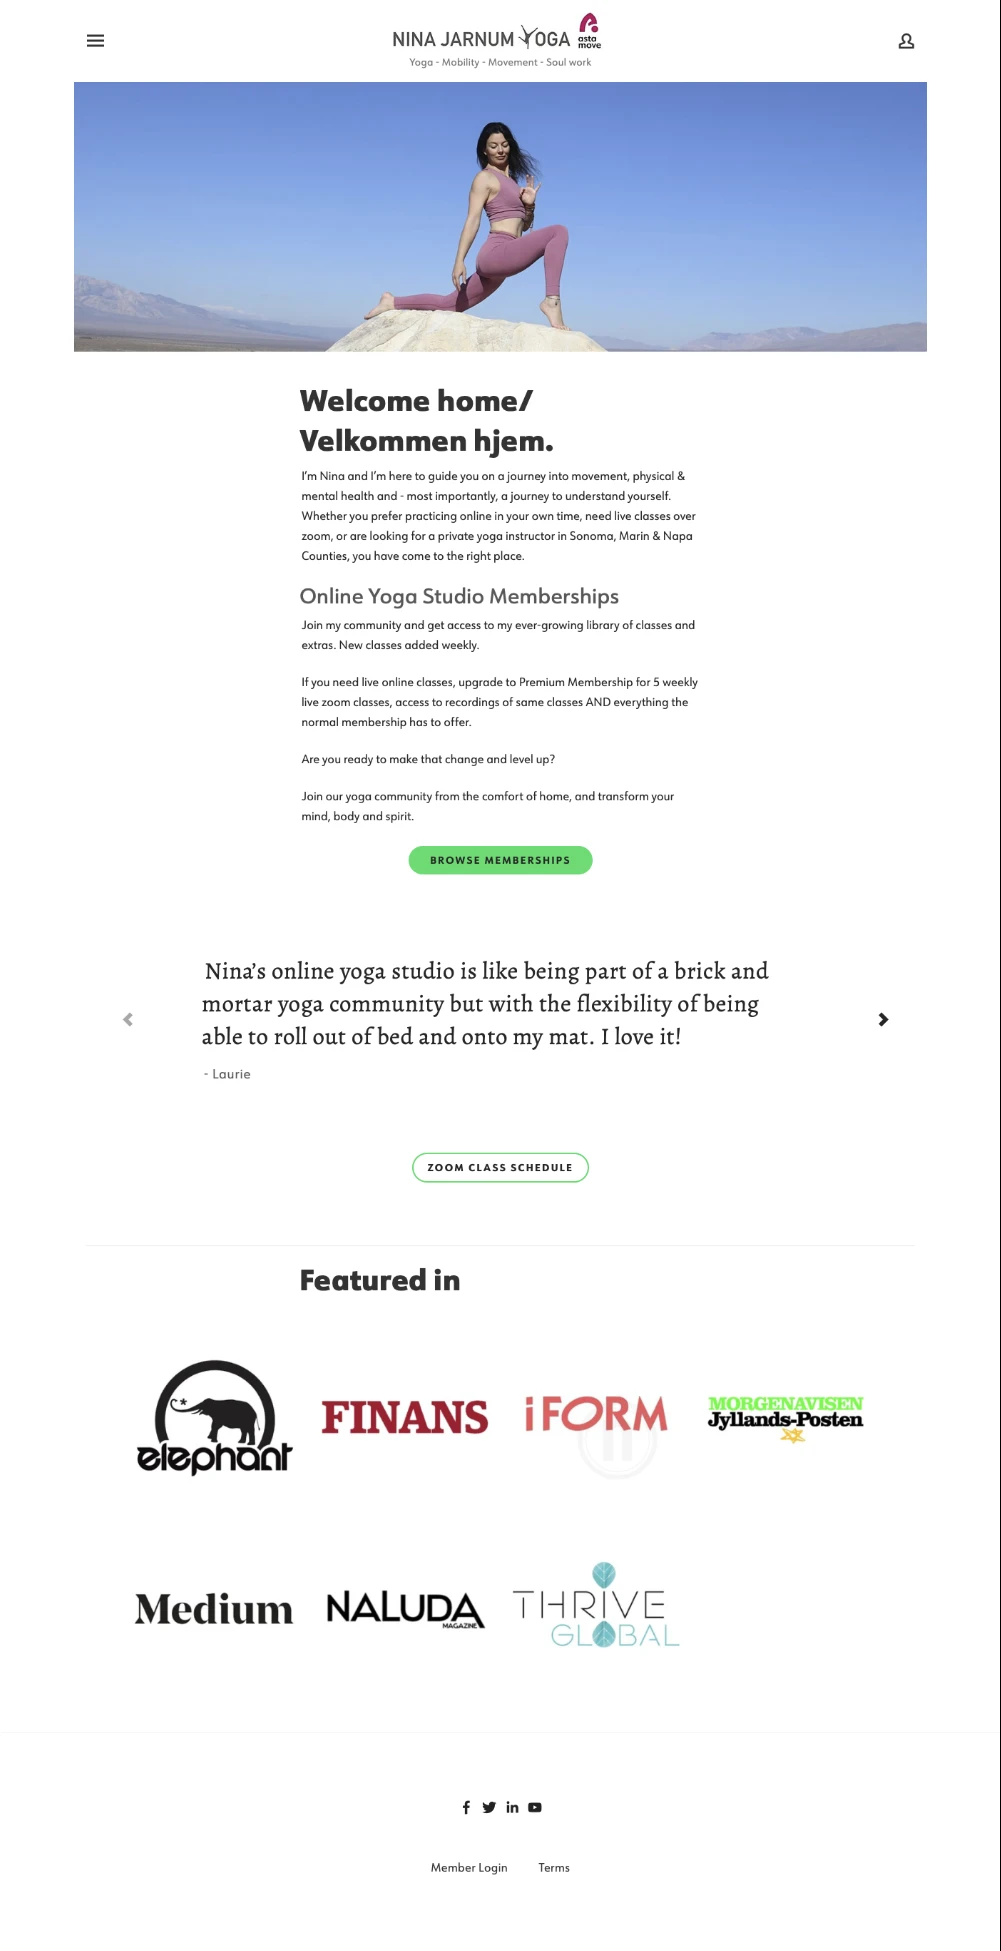 NINA JARNUM YOGA
asta
move
Yoga - Mobility - Movement - Soul work
Welcome home/
Velkommen hjem.
I'm Nina and I'm here to guide you on a journey into movement, physical &
mental health and - most importantly, a journey to understand yourself.
Whether you prefer practicing online in your own time, need live classes over
zoom, or are looking for a private yoga instructor in Sonoma, Marin & Napa
Counties, you have come to the right place.
Online Yoga Studio Memberships
Join my community and get access to my ever-growing library of classes and
extras. New classes added weekly.
If you need live online classes, upgrade to Premium Membership for 5 weekly
live zoom classes, access to recordings of same classes AND everything the
normal membership has to offer.
Are you ready to make that change and level up?
Join our yoga community from the comfort of home, and transform your
mind, body and spirit.
BROWSE MEMBERSHIPS
Nina's online yoga studio is like being part of a brick and
mortar yoga community but with the flexibility of being
able to roll out of bed and onto my mat. I love it!
- Laurie
ZOOM CLASS SCHEDULE
Featured in
elephant
FINANS
iFORM
MORGENAVISEN
Jyllands-Posten
Medium
NALUDA
MAGAZINE
THRIVE
GLOBAL
Member Login
Terms